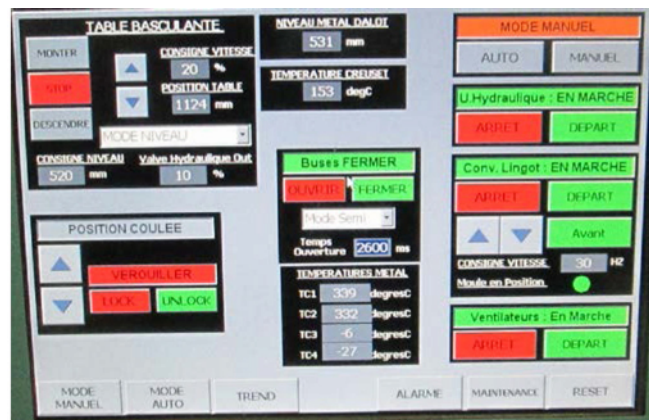 TABLE BASCULANTE
MONTER
STOP
DESCENDRE
CONSIGNE VITESSE
20 %
POSITION TABLE
1124 mm
MODE NIVEAU
CONSIGNE NIVEAU
520 mm
Valve Hydraulique Out
10 %
NIVEAU METAL DALOT
531 mm
TEMPERATURE CREUSET
153 degC
MODE MANUEL
AUTO MANUEL
U.Hydraulique : EN MARCHE
ARRET DEPART
Conv. Lingot : EN MARCHE
ARRET DEPART
Avant
CONSIGNE VITESSE 30 HZ
Moule en Position
Ventilateurs : En Marche
ARRET DEPART
Buses FERMER
OUVRIR FERMER
Mode Semi
Temps
Ouverture 2600 ms
TEMPERATURES METAL
TC1 339 degresC
TC2 332 degresC
TC3 -6 degresC
TC4 -27 degresC
POSITION COULEE
VEROUILLER
LOCK UNLOCK
MODE
MANUEL
MODE
AUTO
TREND
ALARME
MAINTENANCE
RESET